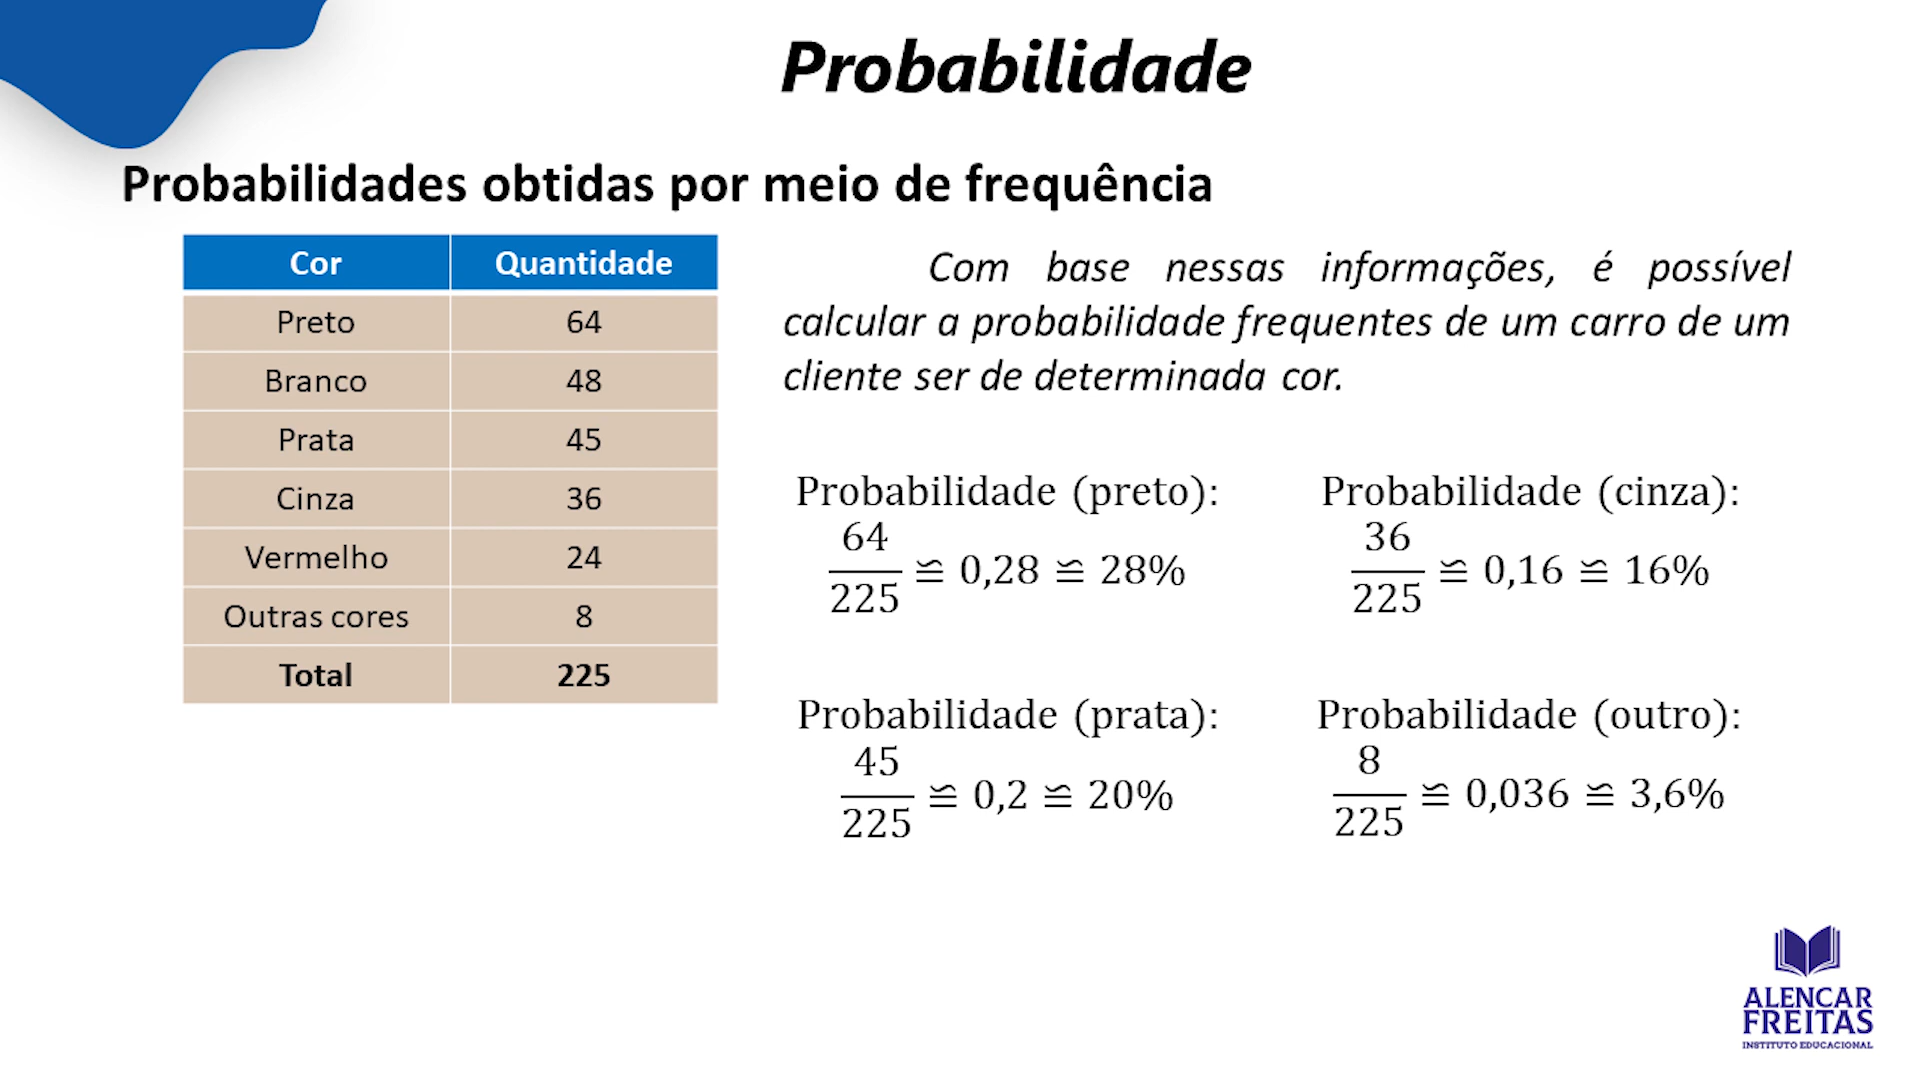 Probabilidade
Probabilidades obtidas por meio de frequência
Cor Quantidade
Preto 64
Branco 48
Prata 45
Cinza 36
Vermelho 24
Outras cores 8
Total 225
Com base nessas informações, é possível
calcular a probabilidade frequentes de um carro de um
cliente ser de determinada cor.
Probabilidade (preto):
64/225 ≌ 0,28 ≌ 28%
Probabilidade (cinza):
36/225 ≌ 0,16 ≌ 16%
Probabilidade (prata):
45/225 ≌ 0,2 ≌ 20%
Probabilidade (outro):
8/225 ≌ 0,036 ≌ 3,6%
ALENCAR
FREITAS
INSTITUTO EDUCACIONAL